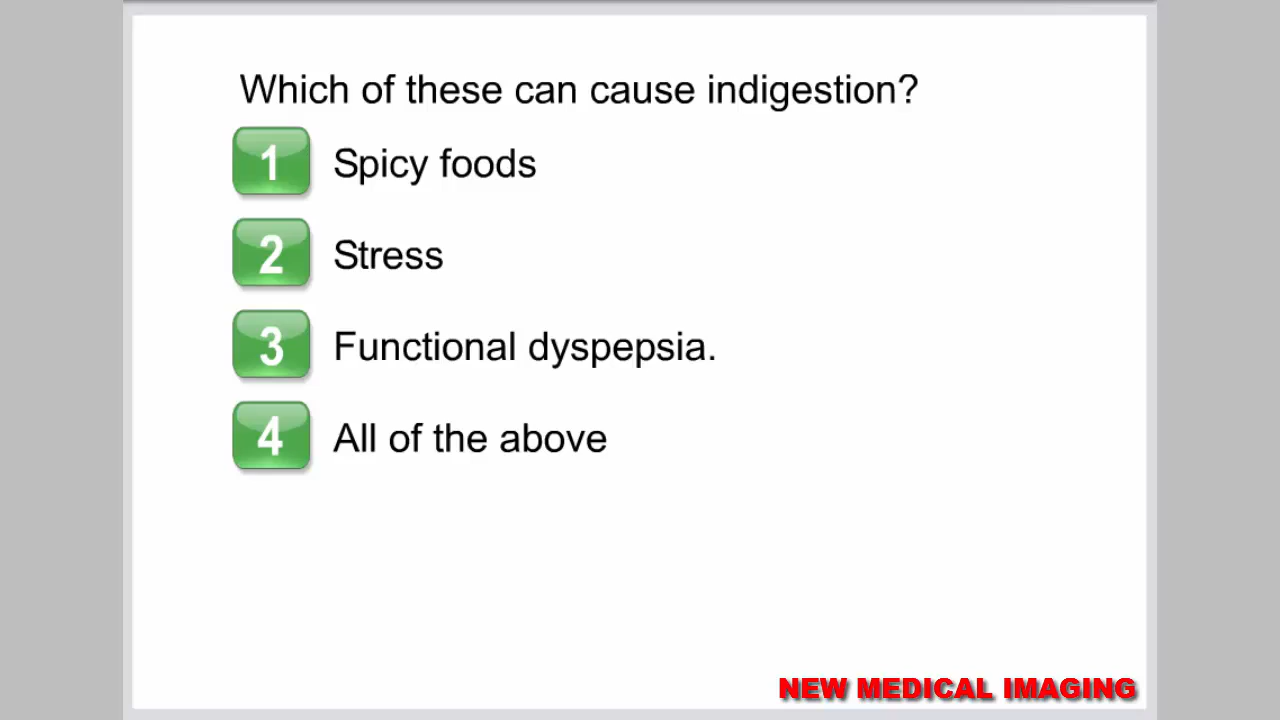 Which of these can cause indigestion?
1 Spicy foods
2 Stress
3 Functional dyspepsia.
4 All of the above
NEW MEDICAL IMAGING